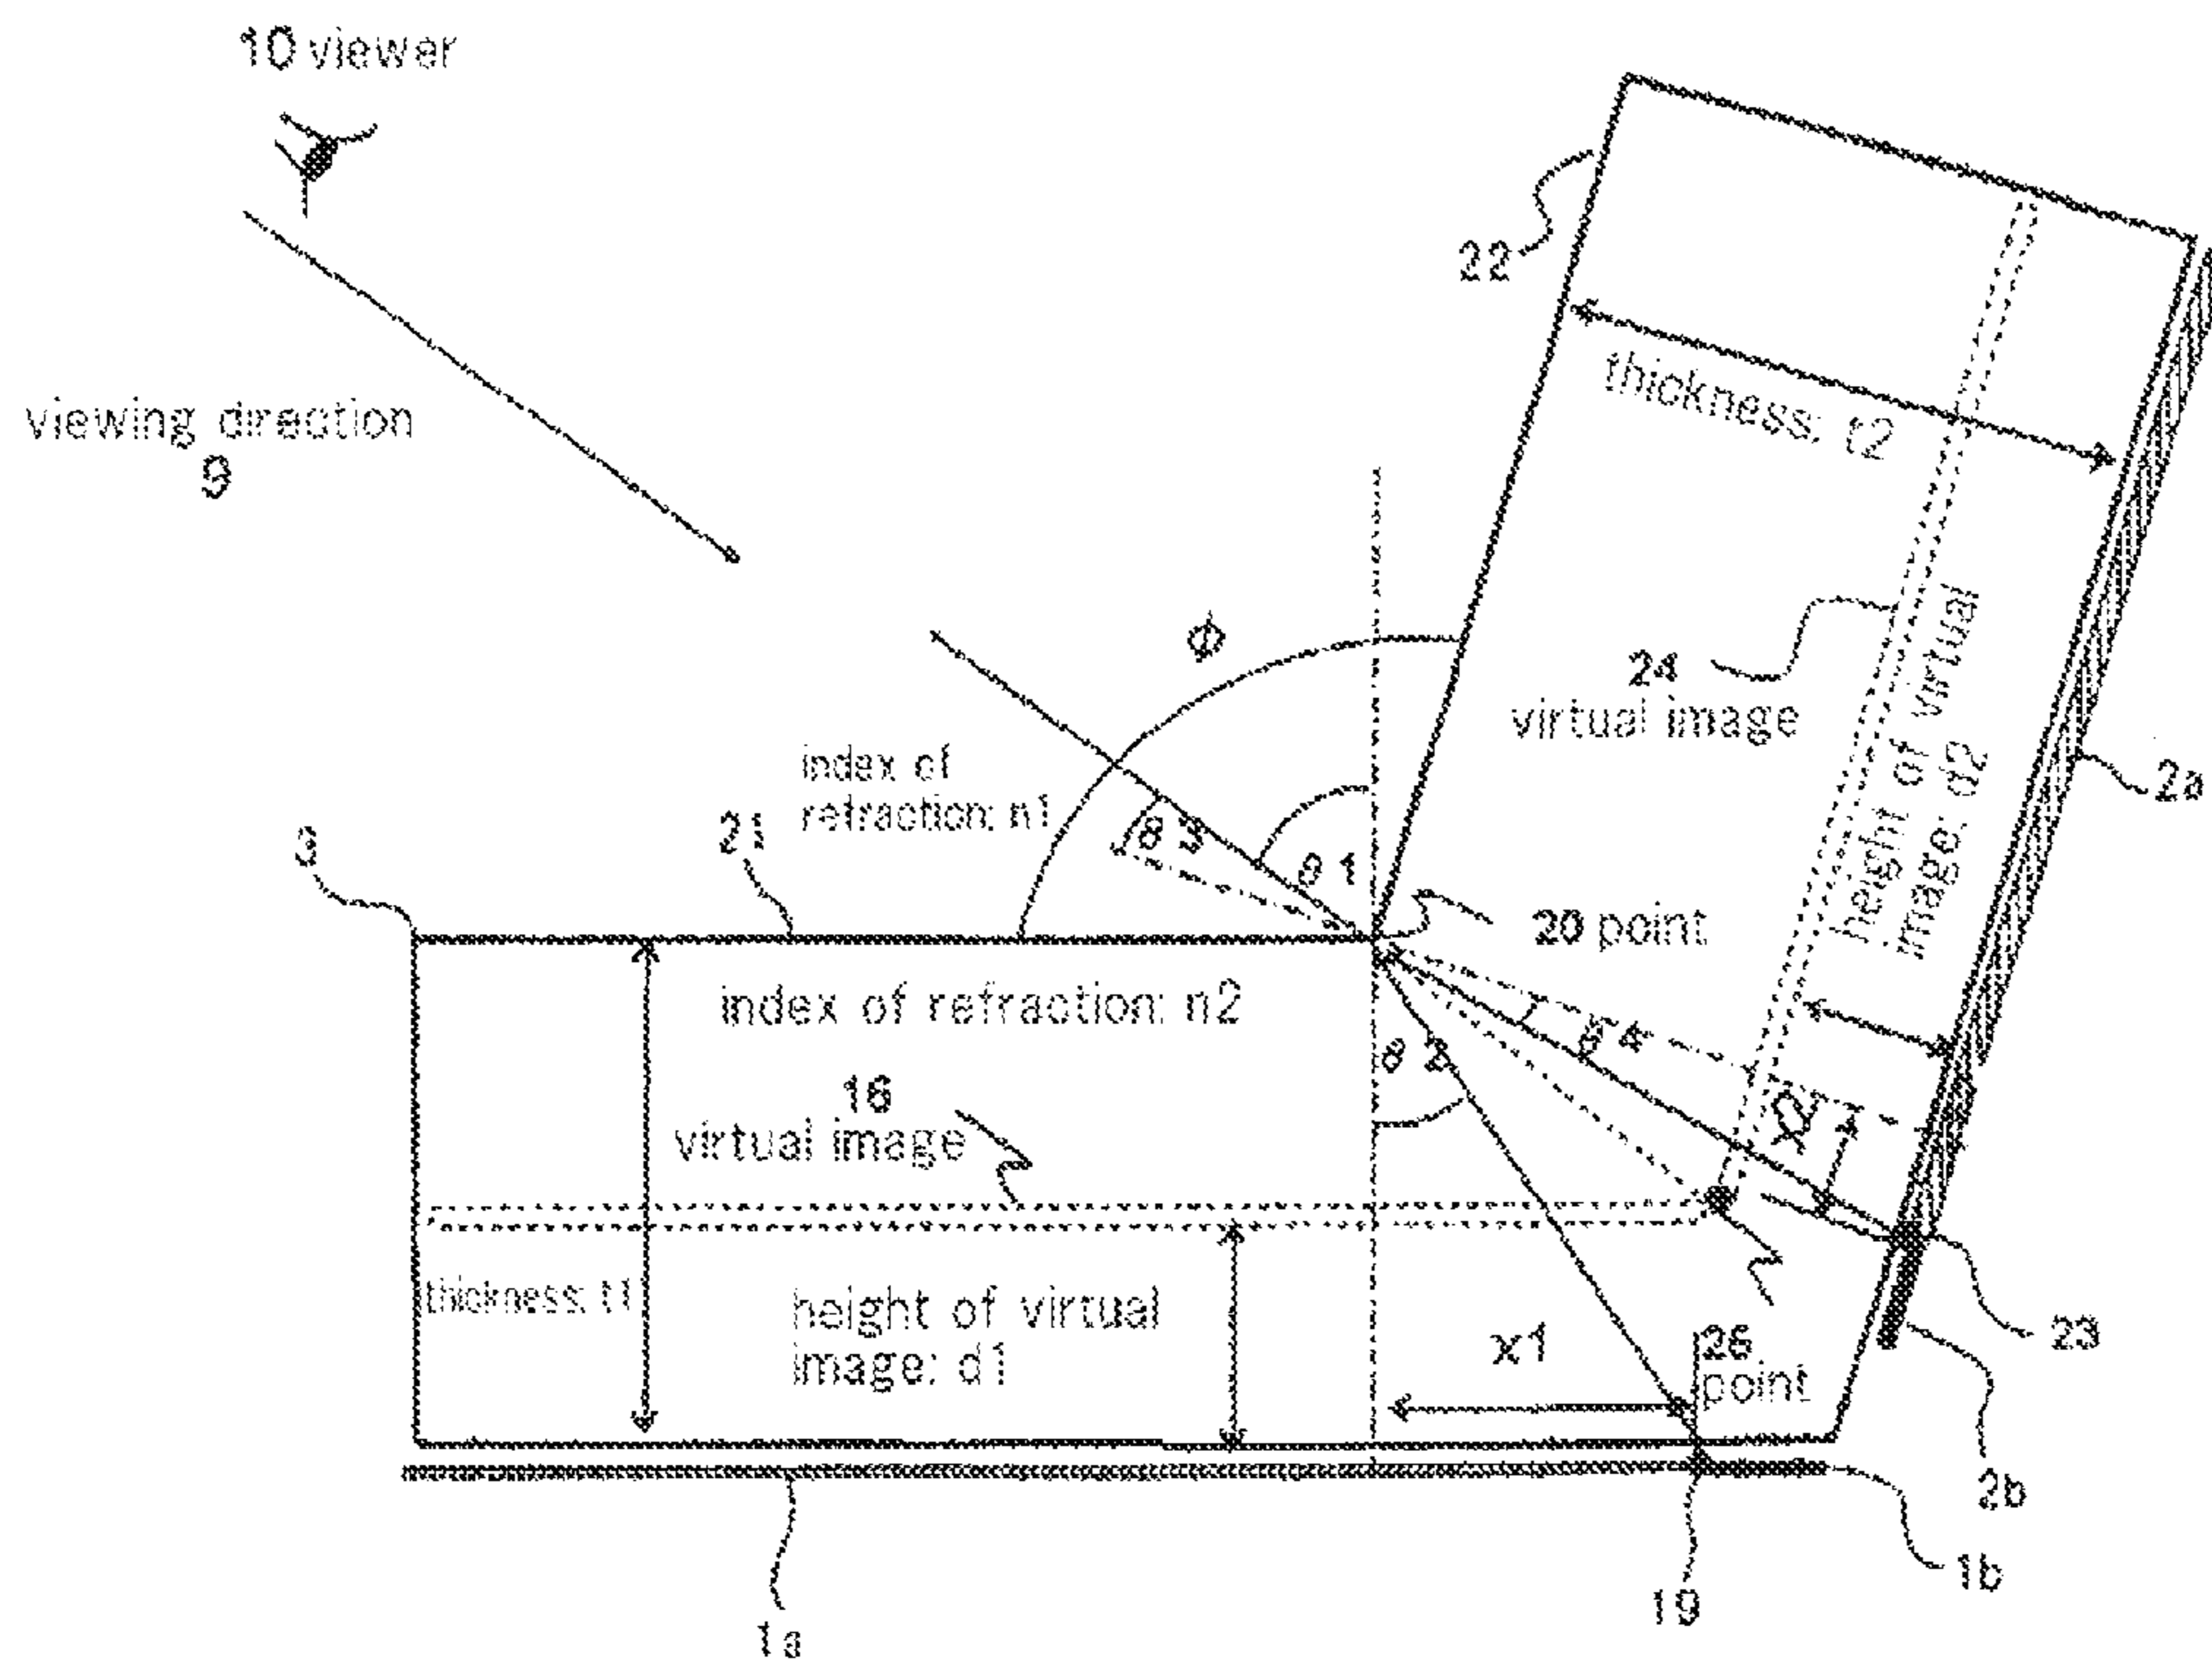 10 viewer
22
thickness: t2
viewing direction
9
ϕ
24
virtual image
height of virtual
image: d2
2a
index of
refraction: n1
θ3
θ1
21
3
20 point
index of refraction: n2
θ2
θ4
16
virtual image
x2
thickness: t1
height of virtual
image: d1
x1
26
point
23
2b
1b
19
1a